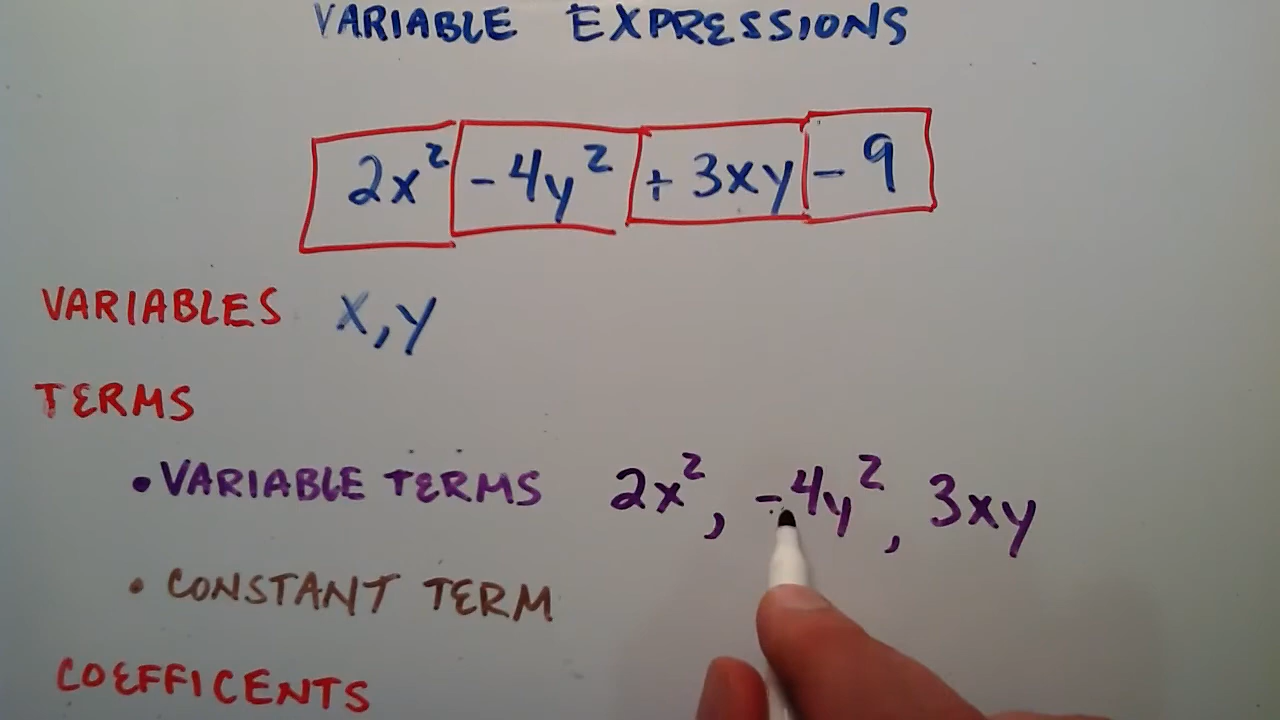 VARIABLE EXPRESSIONS
2x² - 4y² + 3xy - 9
VARIABLES x, y
TERMS
• VARIABLE TERMS 2x², -4y², 3xy
• CONSTANT TERM
COEFFICENTS